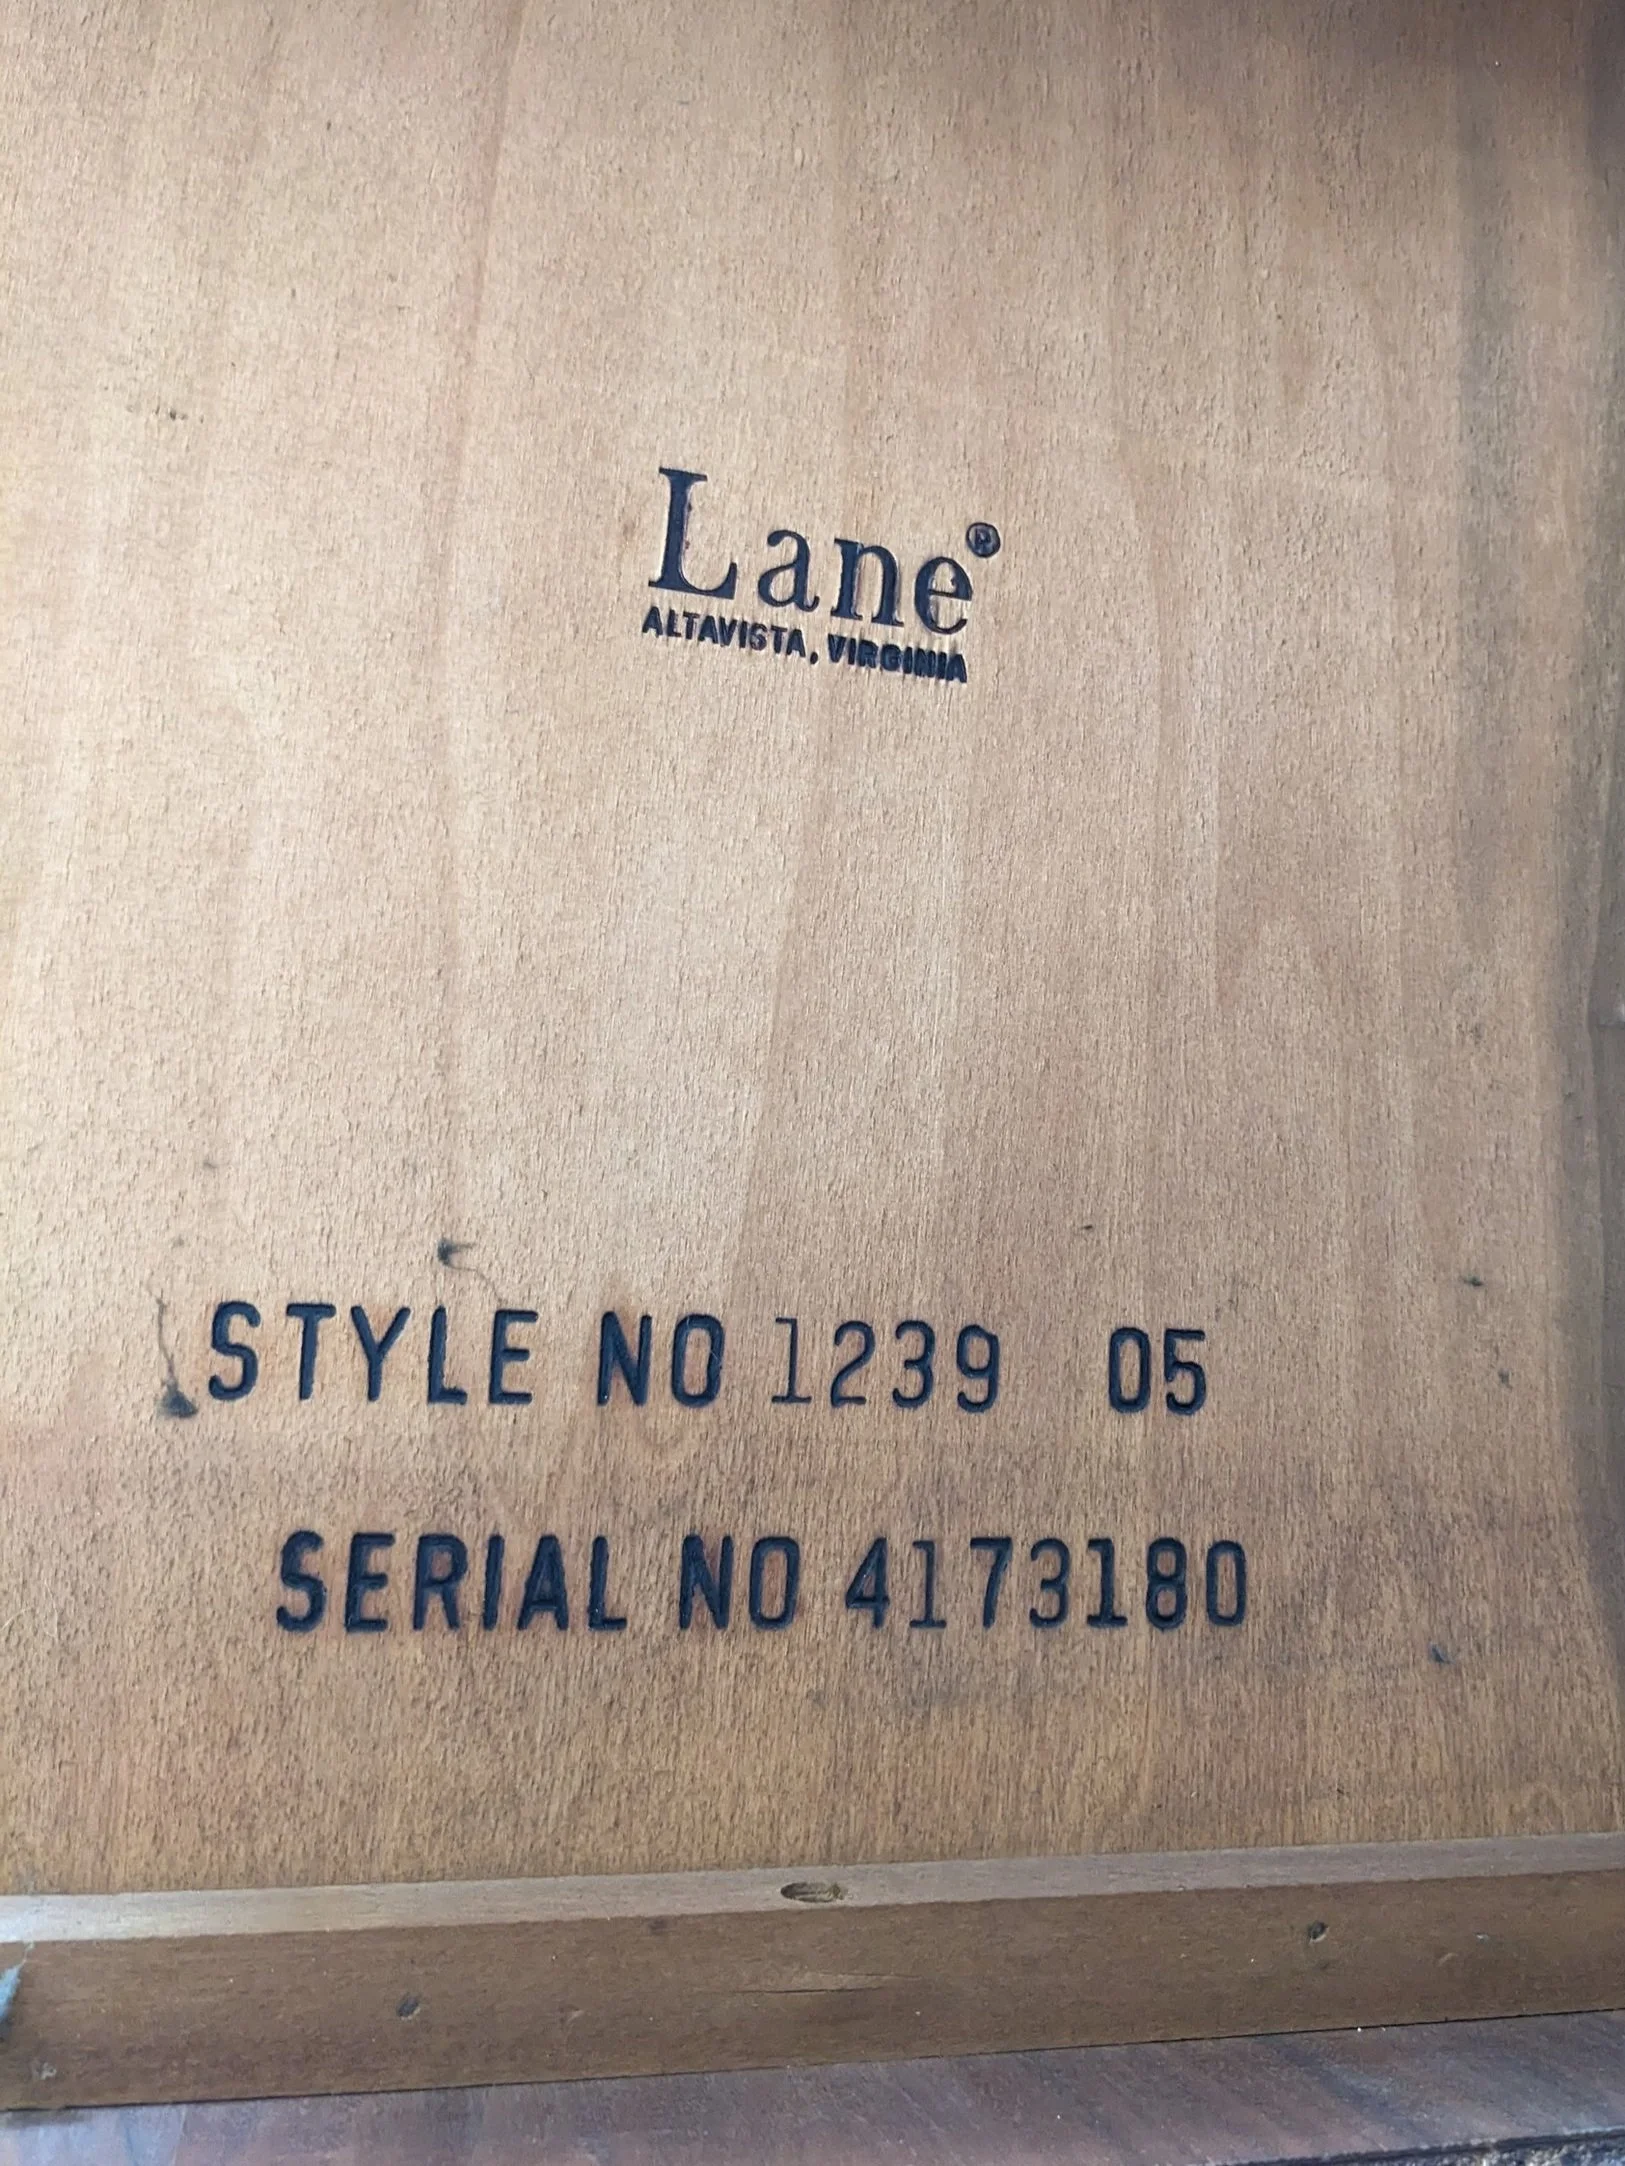 Lane®
ALTAVISTA, VIRGINIA
STYLE NO 1239 05
SERIAL NO 4173180